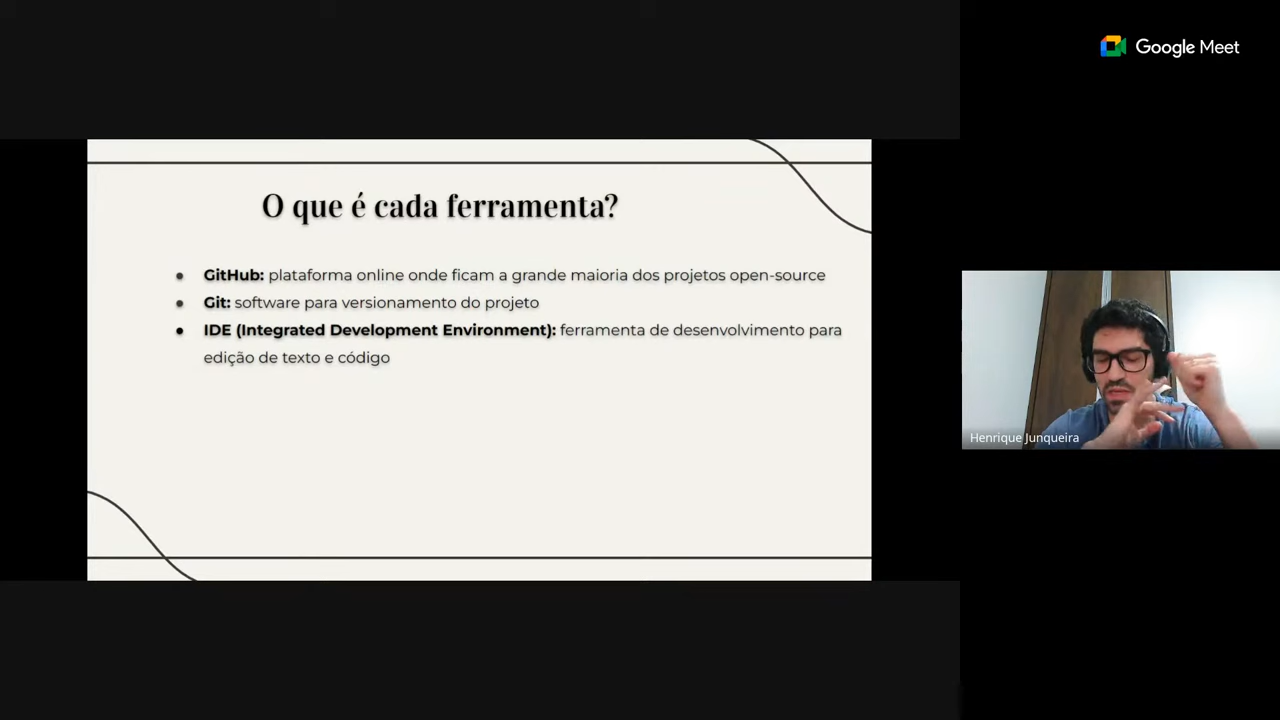 Google Meet
O que é cada ferramenta?
GitHub: plataforma online onde ficam a grande maioria dos projetos open-source
Git: software para versionamento do projeto
IDE (Integrated Development Environment): ferramenta de desenvolvimento para
edição de texto e código
Henrique Junqueira